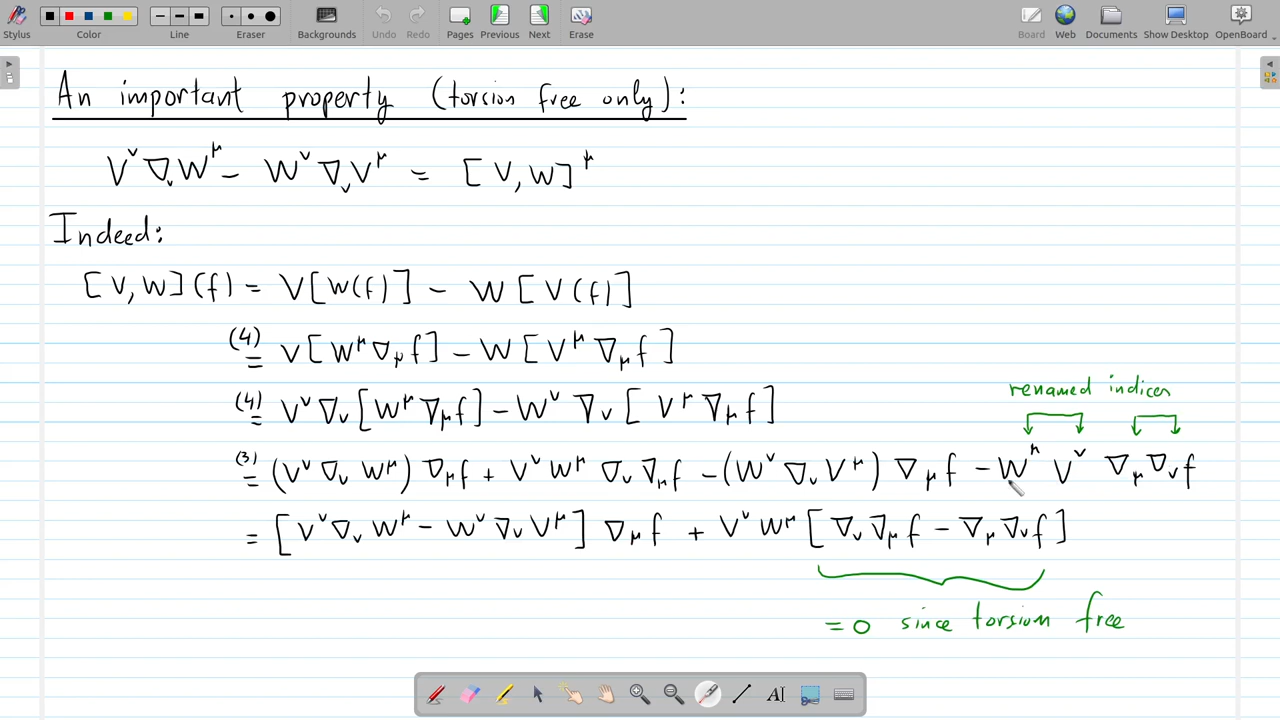 Stylus Color Line Eraser Backgrounds Undo Redo Pages Previous Next Erase Board Web Documents Show Desktop OpenBoard
An important property (torsion free only):
V^ν ∇_ν W^μ − W^ν ∇_ν V^μ = [V, W]^μ
Indeed:
[V, W](f) = V[W(f)] − W[V(f)]
(4) = V[W^μ ∇_μ f] − W[V^μ ∇_μ f]
renamed indices
(4) = V^ν ∇_ν [W^μ ∇_μ f] − W^ν ∇_ν [V^μ ∇_μ f]
(3) = (V^ν ∇_ν W^μ) ∇_μ f + V^ν W^μ ∇_ν ∇_μ f − (W^ν ∇_ν V^μ) ∇_μ f − W^μ V^ν ∇_μ ∇_ν f
= [V^ν ∇_ν W^μ − W^ν ∇_ν V^μ] ∇_μ f + V^ν W^μ [∇_ν ∇_μ f − ∇_μ ∇_ν f]
= 0 since torsion free